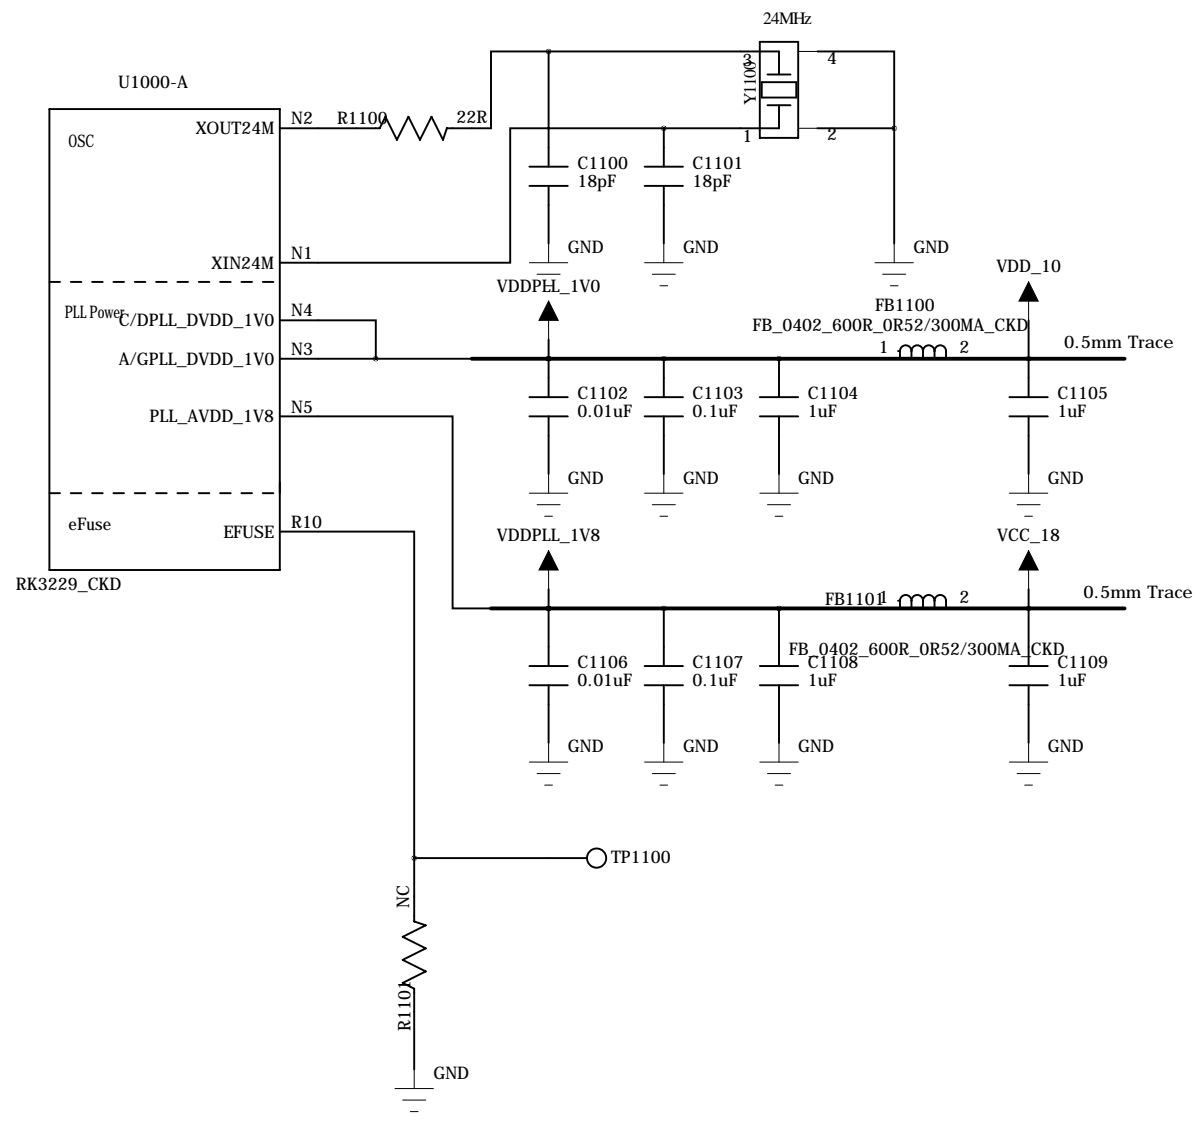 24MHz
U1000-A
OSC
XOUT24M
N2
R1100
22R
3
Y1100
4
1
2
C1100
18pF
C1101
18pF
XIN24M
N1
GND
GND
GND
PLL Power
C/DPLL_DVDD_1V0
N4
A/GPLL_DVDD_1V0
N3
PLL_AVDD_1V8
N5
VDDPLL_1V0
FB1100
FB_0402_600R_0R52/300MA_CKD
1
2
VDD_10
0.5mm Trace
C1102
0.01uF
C1103
0.1uF
C1104
1uF
C1105
1uF
GND
GND
GND
GND
eFuse
EFUSE
R10
RK3229_CKD
VDDPLL_1V8
VCC_18
FB1101
1
2
0.5mm Trace
FB_0402_600R_0R52/300MA_CKD
C1106
0.01uF
C1107
0.1uF
C1108
1uF
C1109
1uF
GND
GND
GND
GND
TP1100
NC
R1101
GND